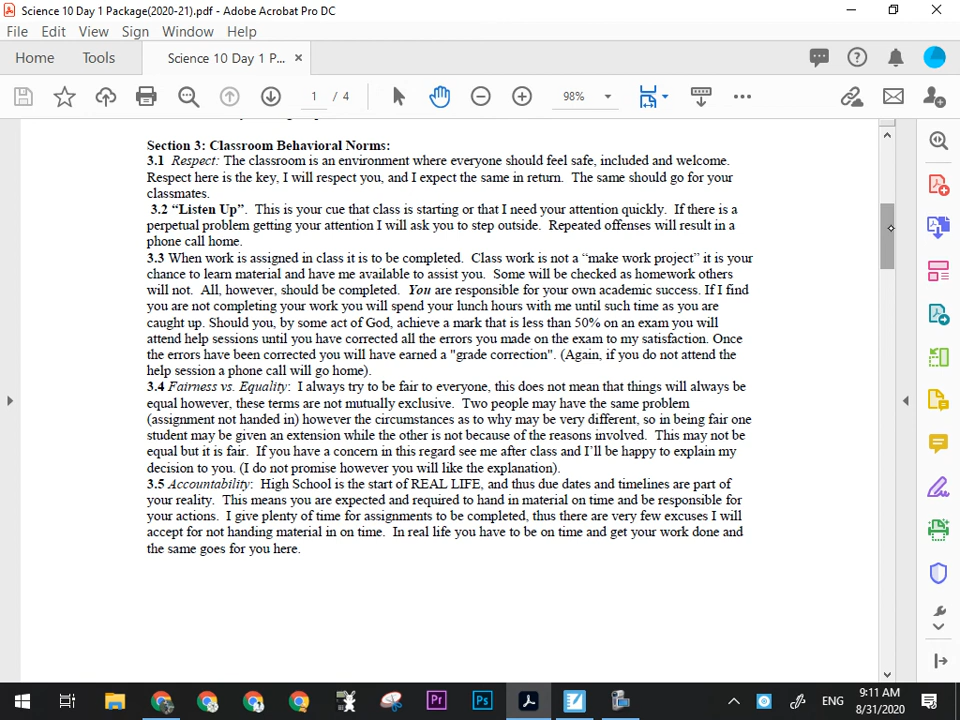 Science 10 Day 1 Package(2020-21).pdf - Adobe Acrobat Pro DC
File Edit View Sign Window Help
Home Tools Science 10 Day 1 P... ×
1 / 4 98%
Section 3: Classroom Behavioral Norms:
3.1 Respect: The classroom is an environment where everyone should feel safe, included and welcome.
Respect here is the key, I will respect you, and I expect the same in return. The same should go for your
classmates.
3.2 “Listen Up”. This is your cue that class is starting or that I need your attention quickly. If there is a
perpetual problem getting your attention I will ask you to step outside. Repeated offenses will result in a
phone call home.
3.3 When work is assigned in class it is to be completed. Class work is not a “make work project” it is your
chance to learn material and have me available to assist you. Some will be checked as homework others
will not. All, however, should be completed. You are responsible for your own academic success. If I find
you are not completing your work you will spend your lunch hours with me until such time as you are
caught up. Should you, by some act of God, achieve a mark that is less than 50% on an exam you will
attend help sessions until you have corrected all the errors you made on the exam to my satisfaction. Once
the errors have been corrected you will have earned a "grade correction". (Again, if you do not attend the
help session a phone call will go home).
3.4 Fairness vs. Equality: I always try to be fair to everyone, this does not mean that things will always be
equal however, these terms are not mutually exclusive. Two people may have the same problem
(assignment not handed in) however the circumstances as to why may be very different, so in being fair one
student may be given an extension while the other is not because of the reasons involved. This may not be
equal but it is fair. If you have a concern in this regard see me after class and I’ll be happy to explain my
decision to you. (I do not promise however you will like the explanation).
3.5 Accountability: High School is the start of REAL LIFE, and thus due dates and timelines are part of
your reality. This means you are expected and required to hand in material on time and be responsible for
your actions. I give plenty of time for assignments to be completed, thus there are very few excuses I will
accept for not handing material in on time. In real life you have to be on time and get your work done and
the same goes for you here.
Pr Ps ENG 9:11 AM
8/31/2020